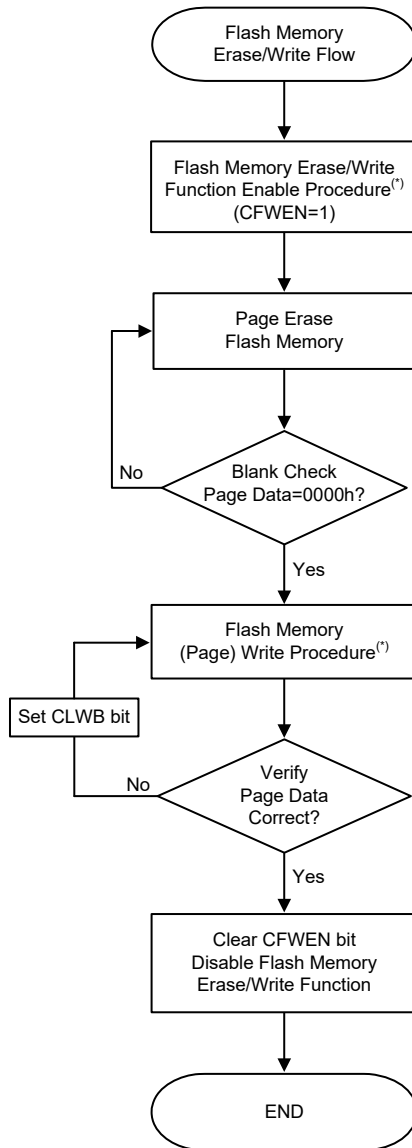 Flash Memory
Erase/Write Flow
Flash Memory Erase/Write
Function Enable Procedure(*)
(CFWEN=1)
Page Erase
Flash Memory
No
Blank Check
Page Data=0000h?
Yes
Flash Memory
(Page) Write Procedure(*)
Set CLWB bit
No
Verify
Page Data
Correct?
Yes
Clear CFWEN bit
Disable Flash Memory
Erase/Write Function
END